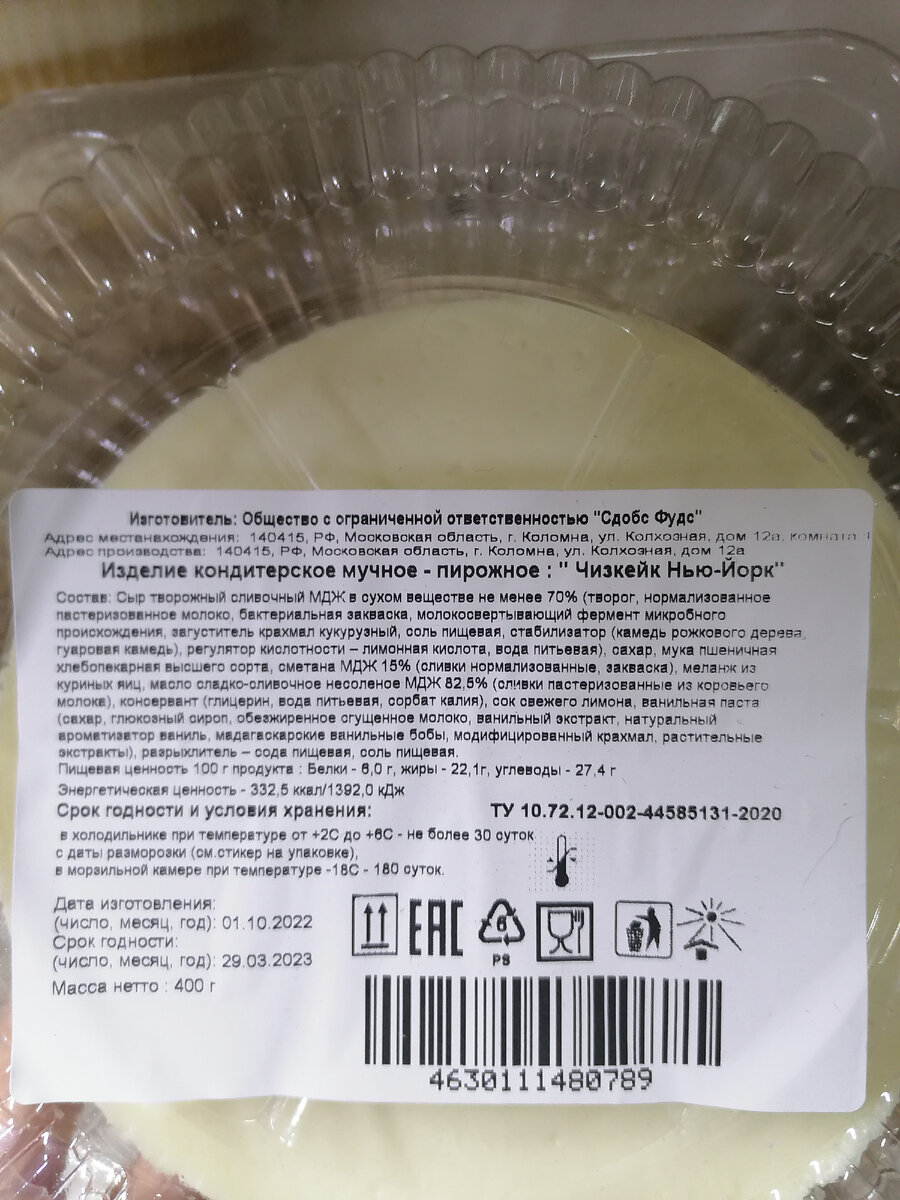 Изготовитель: Общество с ограниченной ответственностью "Сдобс Фудс"
Адрес местанахождения: 140415, РФ, Московская область, г. Коломна, ул. Колхозная, дом 12а, комната 1
Адрес производства: 140415, РФ, Московская область, г. Коломна, ул. Колхозная, дом 12а
Изделие кондитерское мучное - пирожное : " Чизкейк Нью-Йорк"
Состав: Сыр творожный сливочный МДЖ в сухом веществе не менее 70% (творог, нормализованное
пастеризованное молоко, бактериальная закваска, молокосвертывающий фермент микробного
происхождения, загуститель крахмал кукурузный, соль пищевая, стабилизатор (камедь рожкового дерева,
гуаровая камедь), регулятор кислотности – лимонная кислота, вода питьевая), сахар, мука пшеничная
хлебопекарная высшего сорта, сметана МДЖ 15% (сливки нормализованные, закваска), меланж из
куриных яиц, масло сладко-сливочное несоленое МДЖ 82,5% (сливки пастеризованные из коровьего
молока), консервант (глицерин, вода питьевая, сорбат калия), сок свежего лимона, ванильная паста
(сахар, глюкозный сироп, обезжиренное сгущенное молоко, ванильный экстракт, натуральный
ароматизатор ваниль, мадагаскарские ванильные бобы, модифицированный крахмал, растительные
экстракты), разрыхлитель – сода пищевая, соль пищевая.
Пищевая ценность 100 г продукта : Белки - 6,0 г, жиры - 22,1г, углеводы - 27,4 г
Энергетическая ценность - 332,5 ккал/1392,0 кДж
Срок годности и условия хранения: ТУ 10.72.12-002-44585131-2020
в холодильнике при температуре от +2С до +6С - не более 30 суток
с даты разморозки (см.стикер на упаковке),
в морзильной камере при температуре -18С - 180 суток.
Дата изготовления:
(число, месяц, год): 01.10.2022
Срок годности:
(число, месяц, год): 29.03.2023
Масса нетто : 400 г
EAC
6
PS
4630111480789